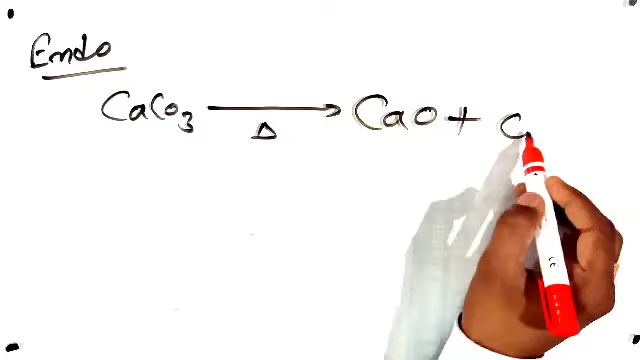 Endo
CaCo3 → CaO + C
Δ